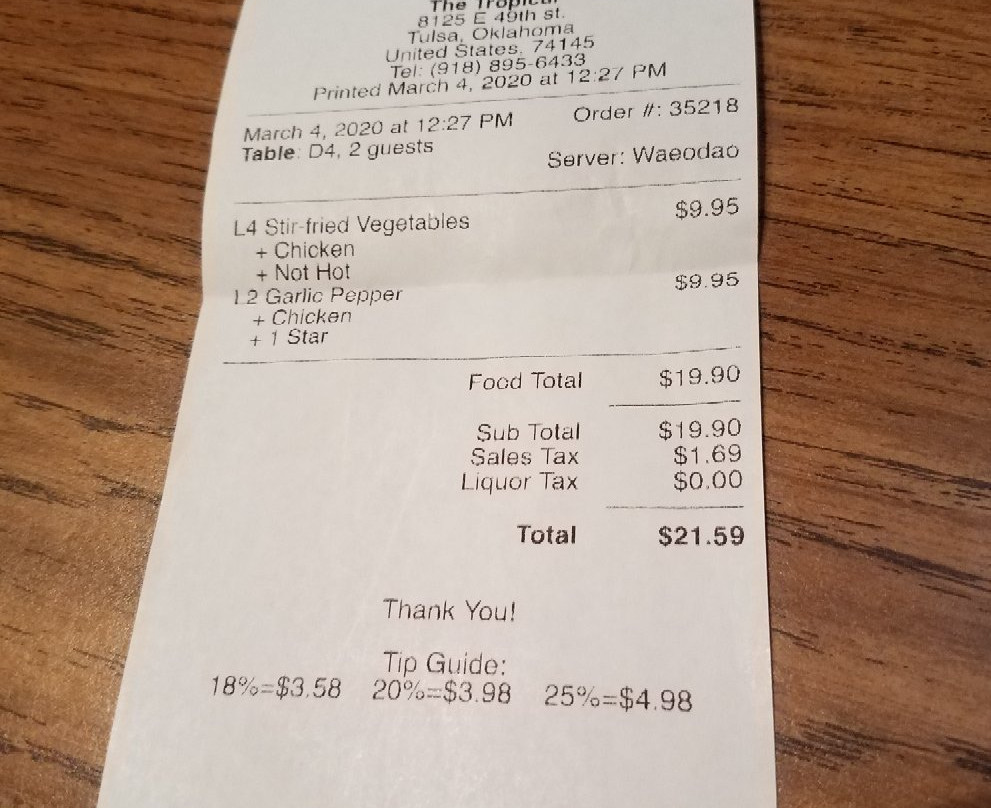 The Tropical
8125 E 49th st.
Tulsa, Oklahoma
United States, 74145
Tel: (918) 895-6433
Printed March 4, 2020 at 12:27 PM
March 4, 2020 at 12:27 PM Order #: 35218
Table: D4, 2 guests
Server: Waeodao
L4 Stir-fried Vegetables $9.95
+ Chicken
+ Not Hot
L2 Garlic Pepper $9.95
+ Chicken
+ 1 Star
Food Total $19.90
Sub Total $19.90
Sales Tax $1.69
Liquor Tax $0.00
Total $21.59
Thank You!
Tip Guide:
18%=$3.58 20%=$3.98 25%=$4.98